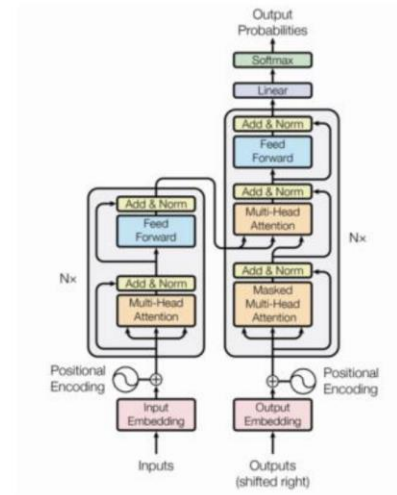 Output
Probabilities
Softmax
Linear
Add & Norm
Feed
Forward
Add & Norm
Multi-Head
Attention
Add & Norm
Masked
Multi-Head
Attention
Nx
Add & Norm
Feed
Forward
Add & Norm
Multi-Head
Attention
Nx
Positional
Encoding
Positional
Encoding
Input
Embedding
Output
Embedding
Inputs
Outputs
(shifted right)